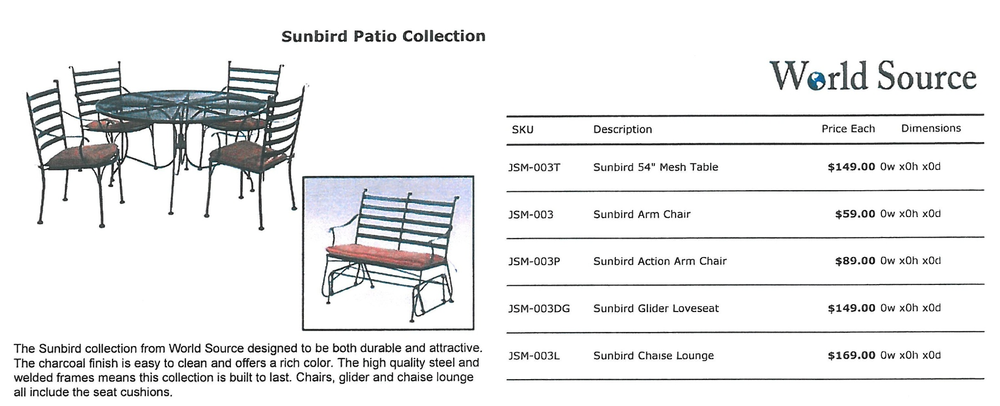 Sunbird Patio Collection
World Source
SKU Description Price Each Dimensions
JSM-003T Sunbird 54" Mesh Table $149.00 0w x0h x0d
JSM-003 Sunbird Arm Chair $59.00 0w x0h x0d
JSM-003P Sunbird Action Arm Chair $89.00 0w x0h x0d
JSM-003DG Sunbird Glider Loveseat $149.00 0w x0h x0d
JSM-003L Sunbird Chaise Lounge $169.00 0w x0h x0d
The Sunbird collection from World Source designed to be both durable and attractive.
The charcoal finish is easy to clean and offers a rich color. The high quality steel and
welded frames means this collection is built to last. Chairs, glider and chaise lounge
all include the seat cushions.